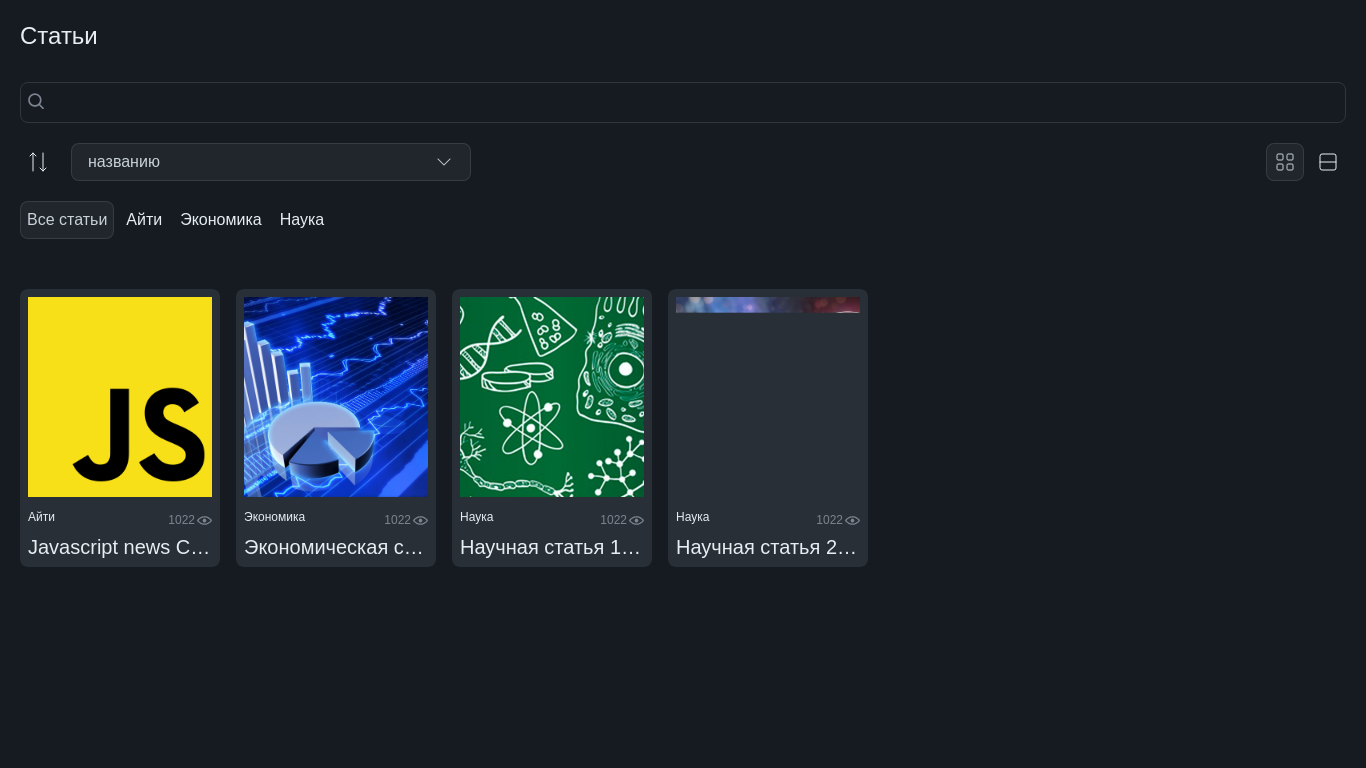 Статьи
названию
Все статьи Айти Экономика Наука
JS
Айти 1022
Javascript news С...
Экономика 1022
Экономическая с...
Наука 1022
Научная статья 1...
Наука 1022
Научная статья 2...